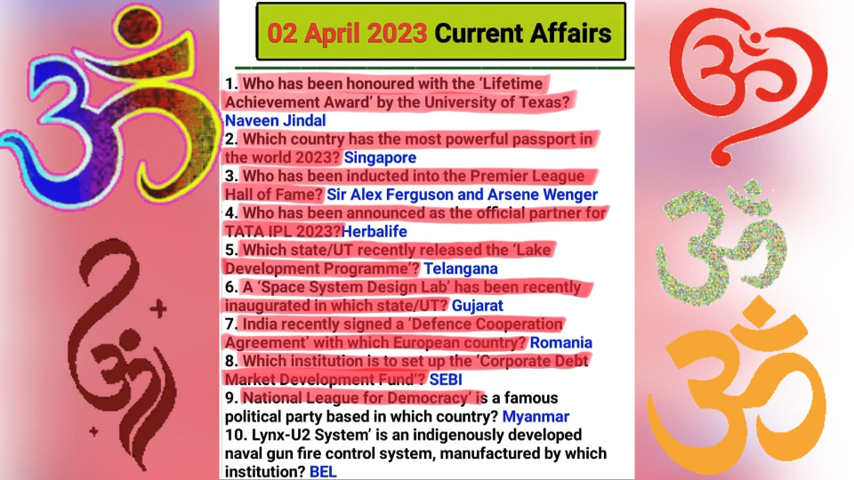 02 April 2023 Current Affairs
1. Who has been honoured with the ‘Lifetime
Achievement Award’ by the University of Texas?
Naveen Jindal
2. Which country has the most powerful passport in
the world 2023? Singapore
3. Who has been inducted into the Premier League
Hall of Fame? Sir Alex Ferguson and Arsene Wenger
4. Who has been announced as the official partner for
TATA IPL 2023?Herbalife
5. Which state/UT recently released the ‘Lake
Development Programme’? Telangana
6. A ‘Space System Design Lab’ has been recently
inaugurated in which state/UT? Gujarat
7. India recently signed a ‘Defence Cooperation
Agreement’ with which European country? Romania
8. Which institution is to set up the ‘Corporate Debt
Market Development Fund’? SEBI
9. National League for Democracy’ is a famous
political party based in which country? Myanmar
10. Lynx-U2 System’ is an indigenously developed
naval gun fire control system, manufactured by which
institution? BEL